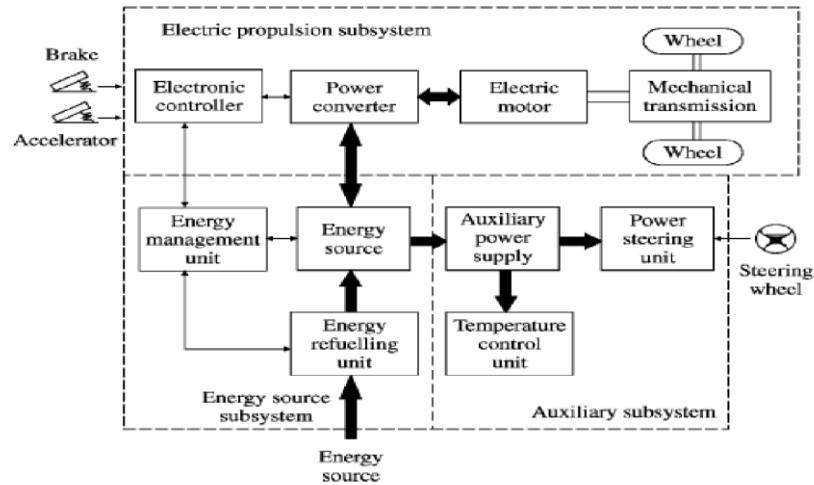 Electric propulsion subsystem
Brake
Accelerator
Electronic
controller
Power
converter
Electric
motor
Mechanical
transmission
Wheel
Wheel
Energy
management
unit
Energy
source
Auxiliary
power
supply
Power
steering
unit
Steering
wheel
Energy
refuelling
unit
Temperature
control
unit
Energy source
subsystem
Auxiliary subsystem
Energy
source